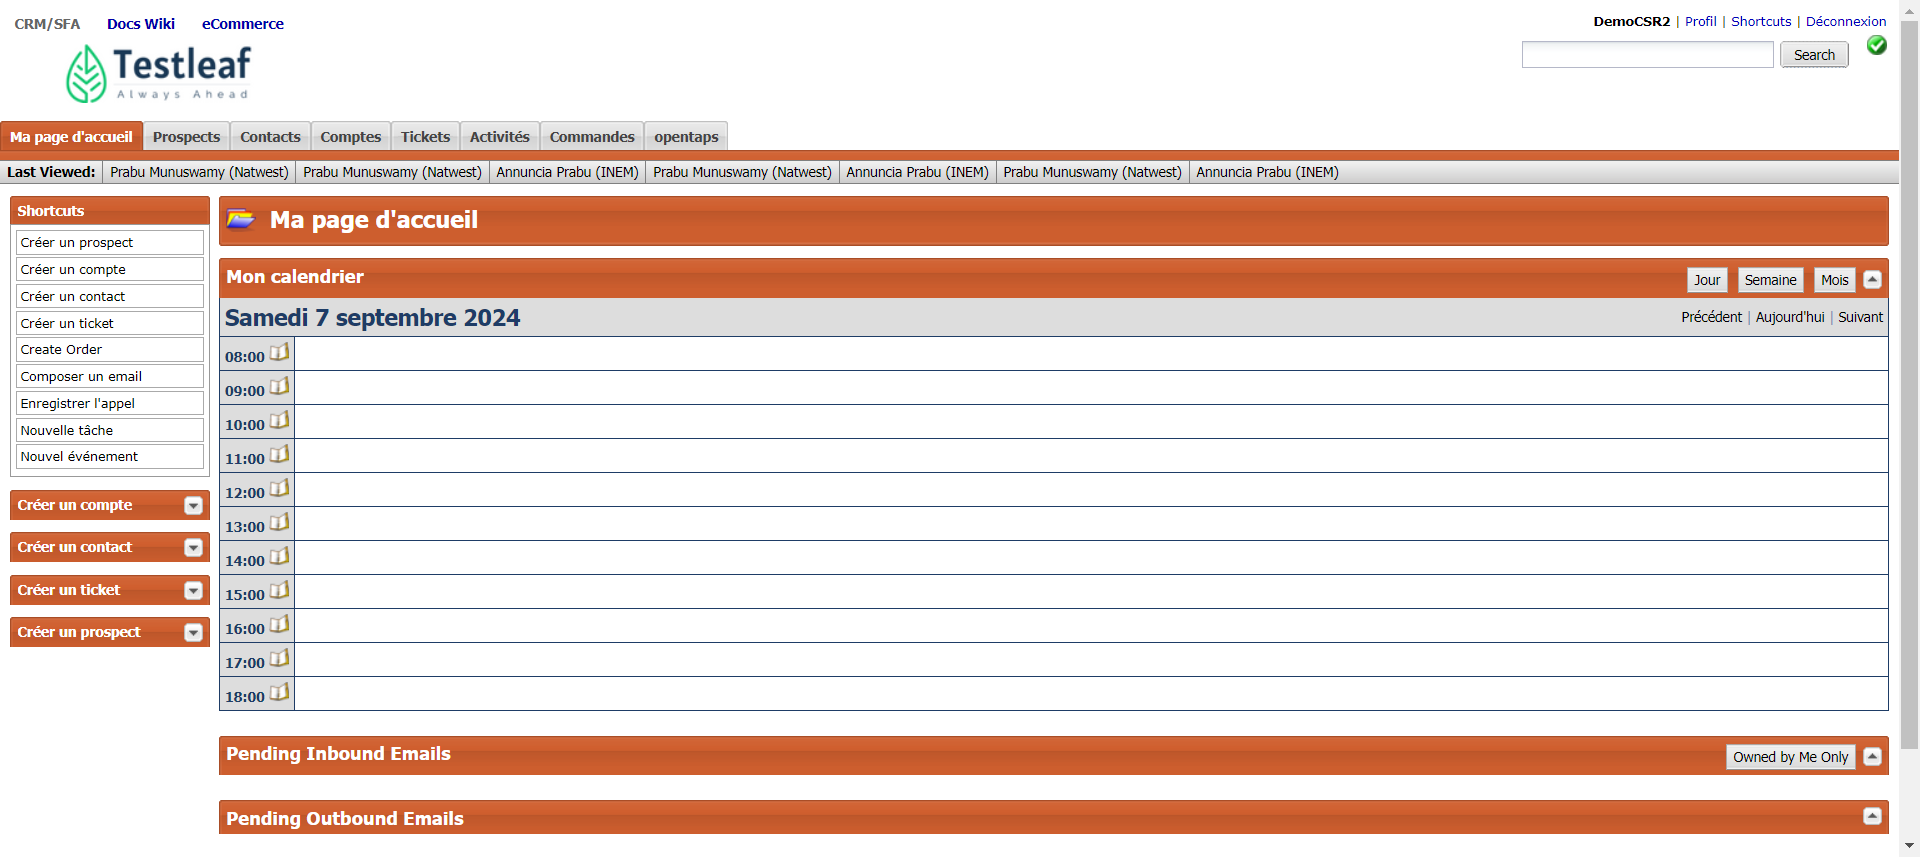 CRM/SFA Docs Wiki eCommerce
DemoCSR2 | Profil | Shortcuts | Déconnexion
Testleaf
Always Ahead
Search
Ma page d'accueil Prospects Contacts Comptes Tickets Activités Commandes opentaps
Last Viewed: Prabu Munuswamy (Natwest) Prabu Munuswamy (Natwest) Annuncia Prabu (INEM) Prabu Munuswamy (Natwest) Annuncia Prabu (INEM) Prabu Munuswamy (Natwest) Annuncia Prabu (INEM)
Shortcuts
Créer un prospect
Créer un compte
Créer un contact
Créer un ticket
Create Order
Composer un email
Enregistrer l'appel
Nouvelle tâche
Nouvel événement
Créer un compte
Créer un contact
Créer un ticket
Créer un prospect
Ma page d'accueil
Mon calendrier
Jour Semaine Mois
Samedi 7 septembre 2024
Précédent | Aujourd'hui | Suivant
08:00
09:00
10:00
11:00
12:00
13:00
14:00
15:00
16:00
17:00
18:00
Pending Inbound Emails
Owned by Me Only
Pending Outbound Emails